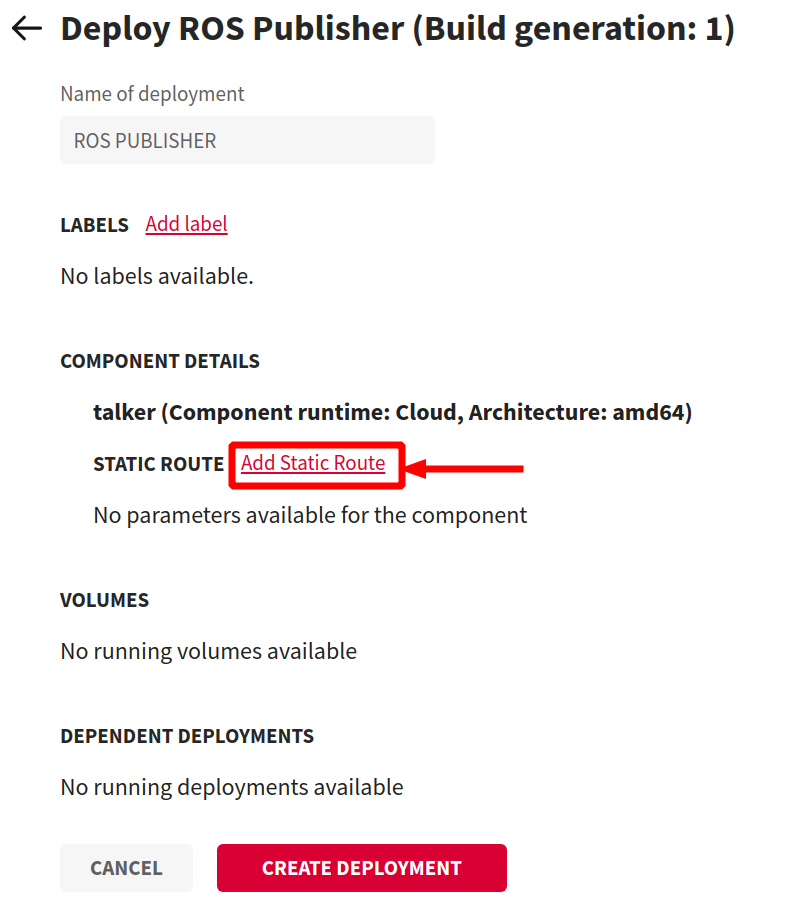 Deploy ROS Publisher (Build generation: 1)
Name of deployment
ROS PUBLISHER
LABELS Add label
No labels available.
COMPONENT DETAILS
talker (Component runtime: Cloud, Architecture: amd64)
STATIC ROUTE Add Static Route
No parameters available for the component
VOLUMES
No running volumes available
DEPENDENT DEPLOYMENTS
No running deployments available
CANCEL CREATE DEPLOYMENT